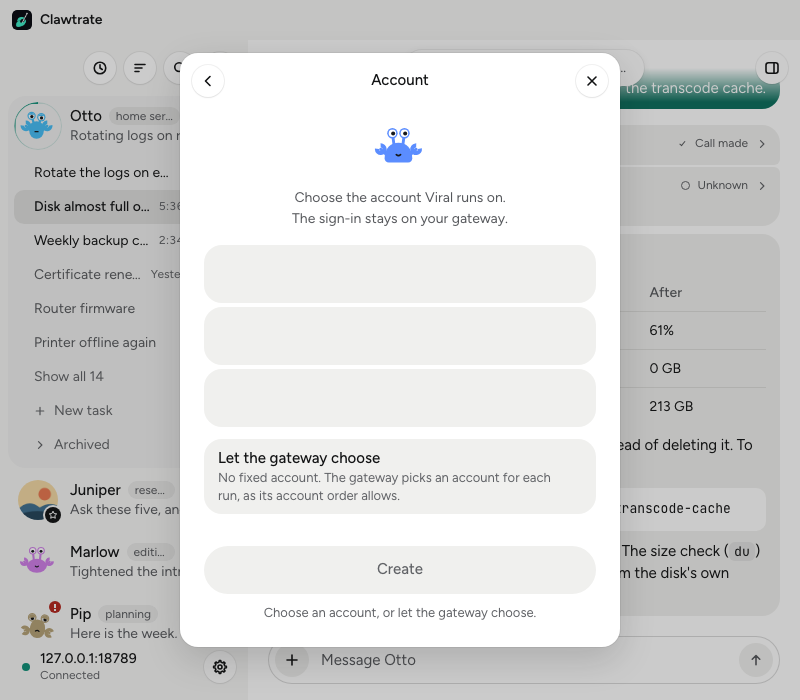 Clawtrate
Otto
home ser...
Rotating logs on r
Rotate the logs on e...
Disk almost full o...
5:36
Weekly backup c...
2:34
Certificate rene...
Yeste
Router firmware
Printer offline again
Show all 14
New task
Archived
Juniper
rese...
Ask these five, an
Marlow
editi...
Tightened the intr
Pip
planning
Here is the week.
127.0.0.1:18789
Connected
Account
Choose the account Viral runs on.
The sign-in stays on your gateway.
Let the gateway choose
No fixed account. The gateway picks an account for each
run, as its account order allows.
Create
Choose an account, or let the gateway choose.
the transcode cache.
Call made
Unknown
After
61%
0 GB
213 GB
ead of deleting it. To
transcode-cache
The size check ( du )
m the disk's own
Message Otto